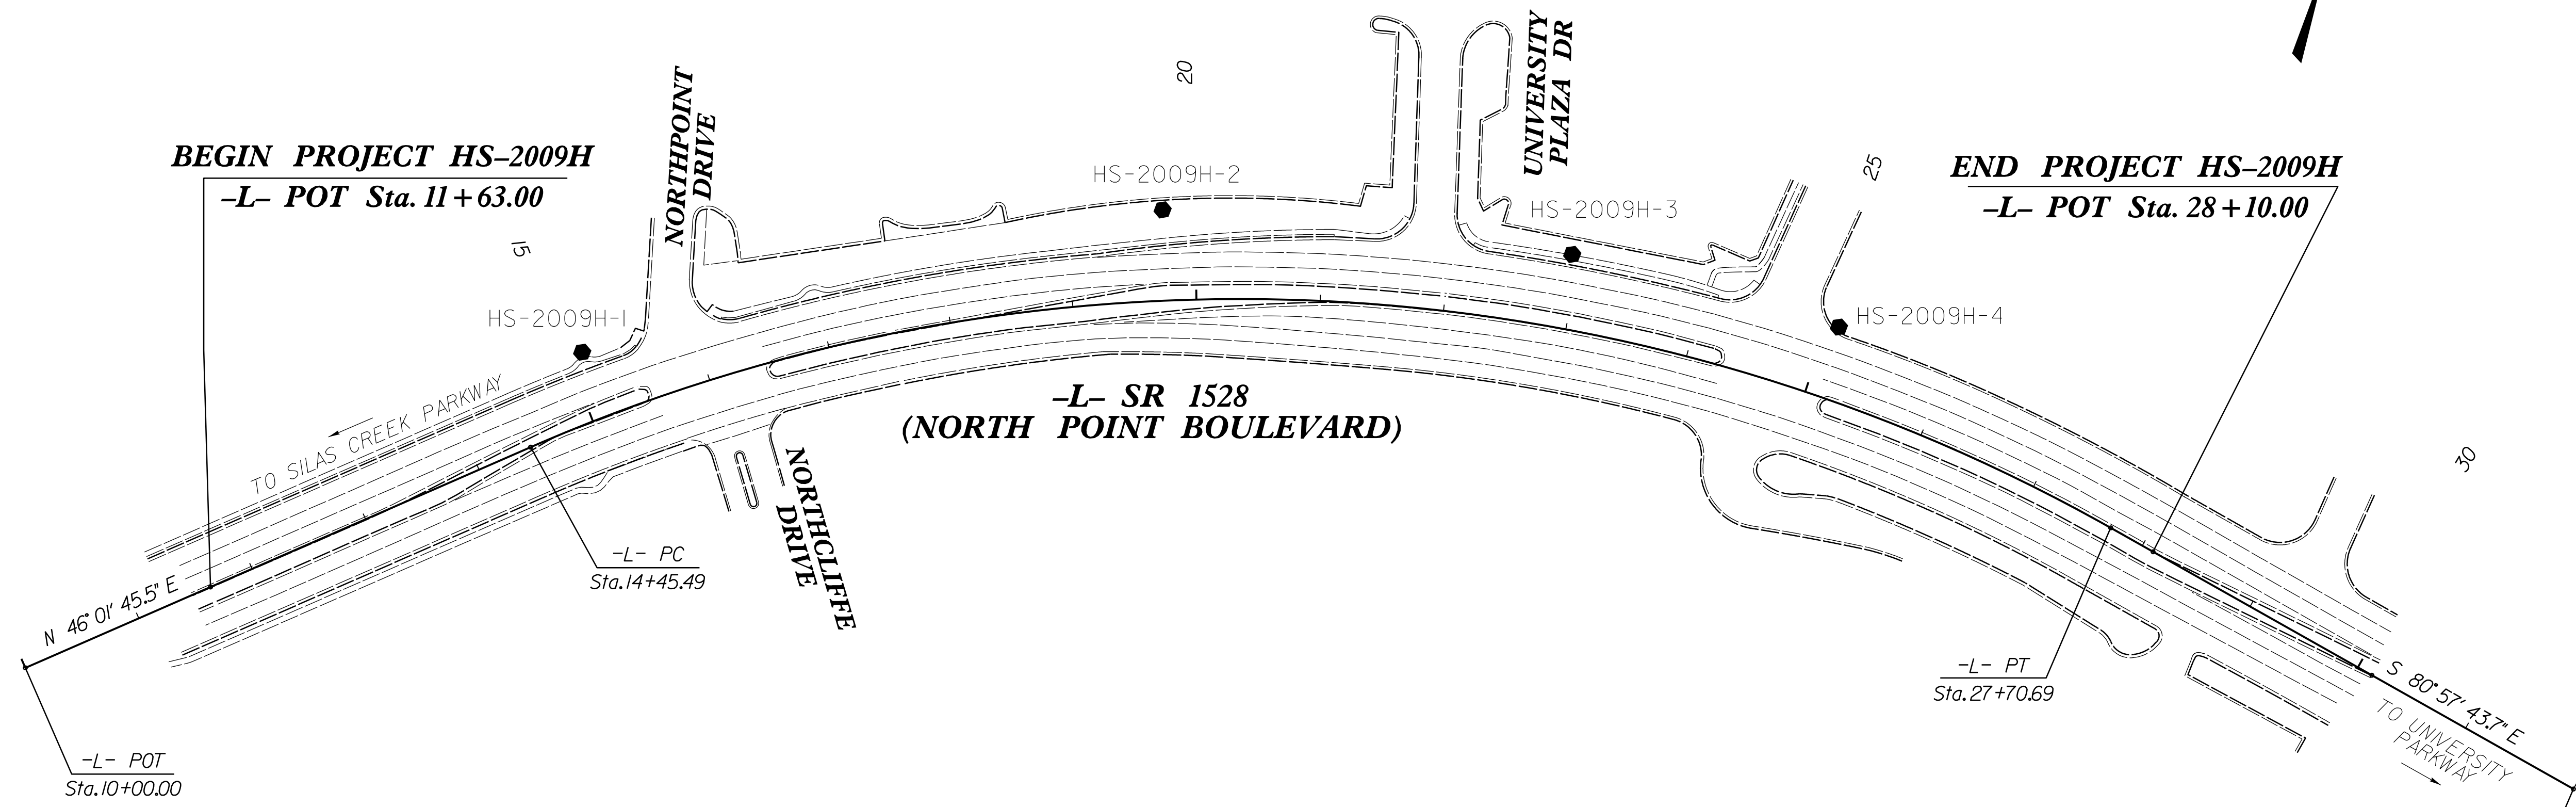 BEGIN PROJECT HS–2009H
–L– POT Sta. 11+63.00
NORTHPOINT
DRIVE
20
UNIVERSITY
PLAZA DR
25
END PROJECT HS–2009H
–L– POT Sta. 28+10.00
15
HS-2009H-1
HS-2009H-2
HS-2009H-3
HS-2009H-4
TO SILAS CREEK PARKWAY
–L– SR 1528
(NORTH POINT BOULEVARD)
30
NORTHCLIFFE
DRIVE
-L- PC
Sta.14+45.49
N 46° 01' 45.5" E
-L- PT
Sta.27+70.69
S 80° 57' 43.7" E
TO UNIVERSITY
PARKWAY
-L- POT
Sta.10+00.00